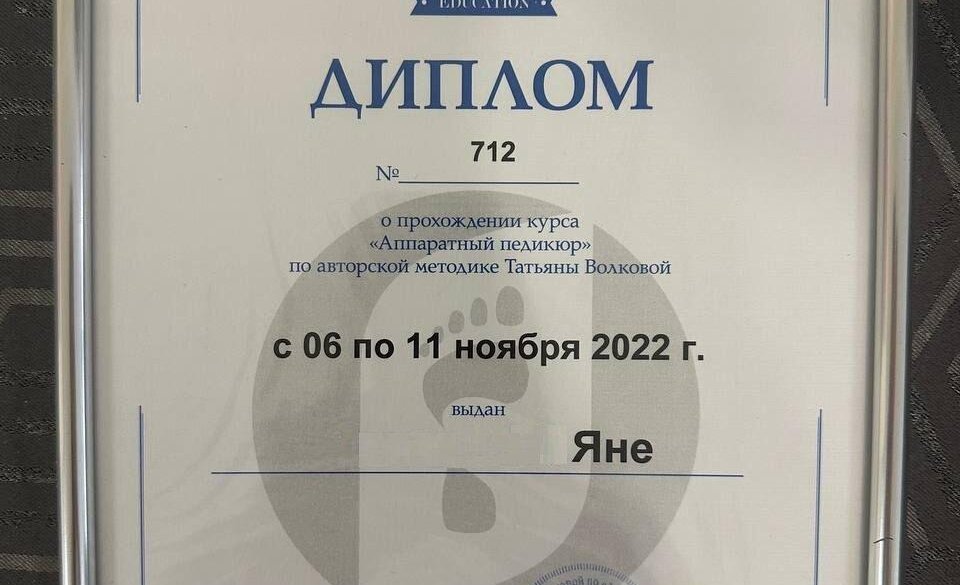 EDUCATION
ДИПЛОМ
712
№
о прохождении курса
«Аппаратный педикюр»
по авторской методике Татьяны Волковой
с 06 по 11 ноября 2022 г.
выдан
Яне